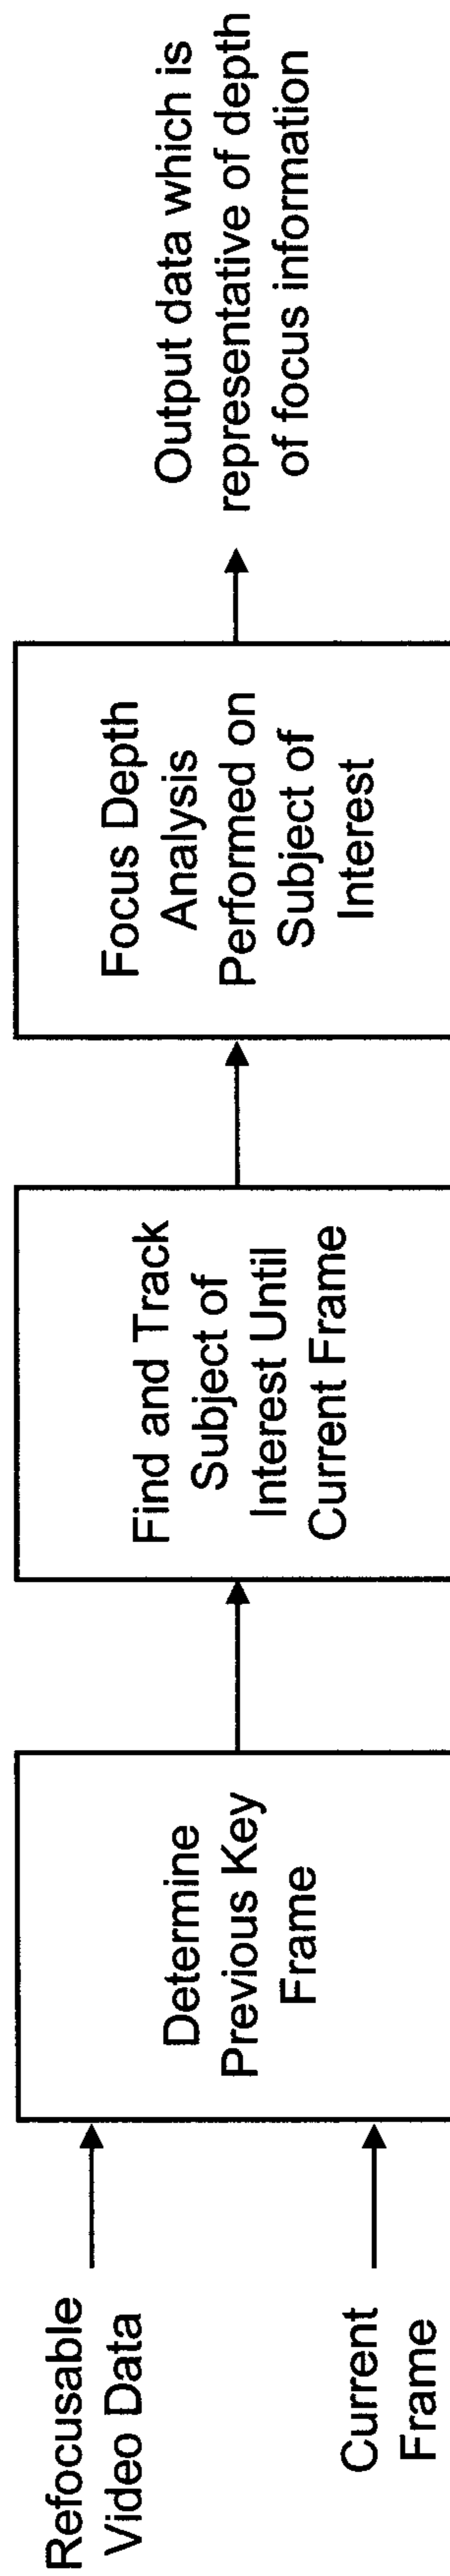 Refocusable
Video Data
Current
Frame
Determine
Previous Key
Frame
Find and Track
Subject of
Interest Until
Current Frame
Focus Depth
Analysis
Performed on
Subject of
Interest
Output data which is
representative of depth
of focus information